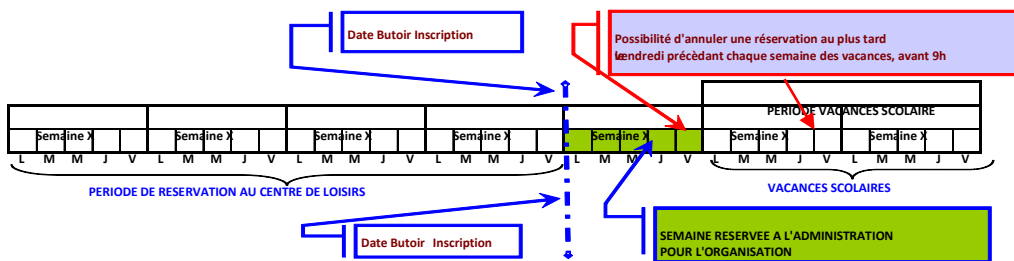 Date Butoir Inscription
Possibilité d'annuler une réservation au plus tard
le vendredi précèdant chaque semaine des vacances, avant 9h
PERIODE VACANCES SCOLAIRE
Semaine X Semaine X Semaine X Semaine X Semaine X Semaine X Semaine X
L M M J V L M M J V L M M J V L M M J V L M M J V L M M J V L M M J V
PERIODE DE RESERVATION AU CENTRE DE LOISIRS
VACANCES SCOLAIRES
Date Butoir Inscription
SEMAINE RESERVEE A L'ADMINISTRATION
POUR L'ORGANISATION